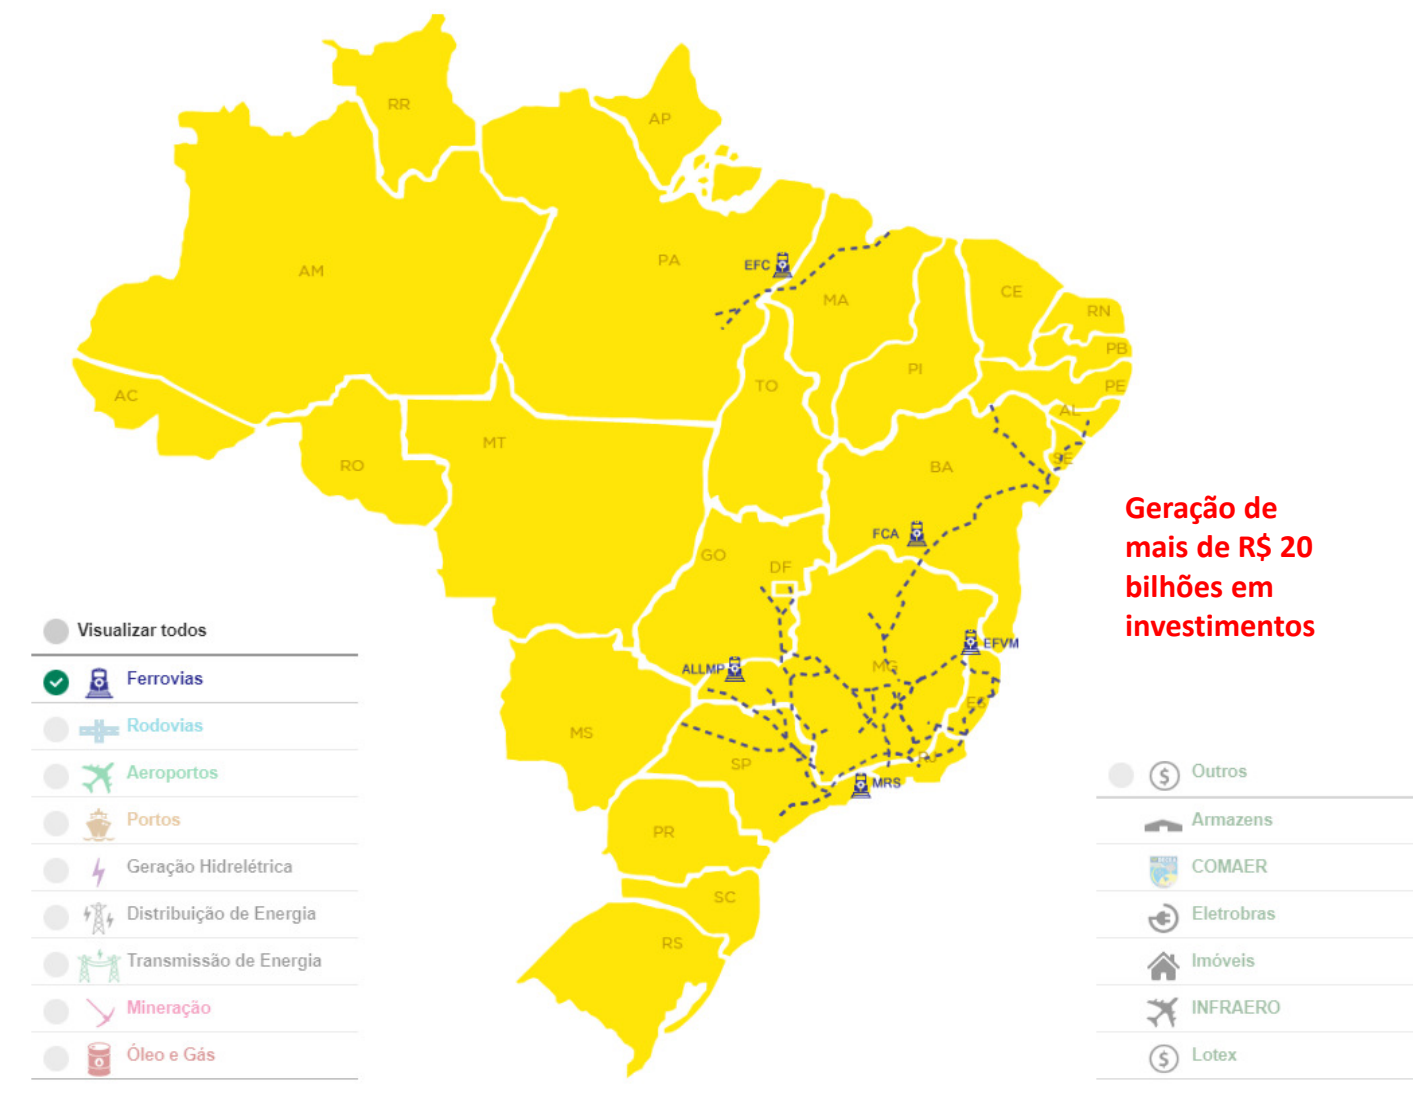 RR
AP
AM
PA
EFC
MA
CE
RN
PB
PE
AL
SE
PI
TO
AC
RO
MT
BA
FCA
GO
DF
EFVM
MG
ES
ALLMP
MS
SP
RJ
MRS
PR
SC
RS
Geração de
mais de R$ 20
bilhões em
investimentos
Visualizar todos
Ferrovias
Rodovias
Aeroportos
Portos
Geração Hidrelétrica
Distribuição de Energia
Transmissão de Energia
Mineração
Óleo e Gás
Outros
Armazens
COMAER
Eletrobras
Imóveis
INFRAERO
Lotex